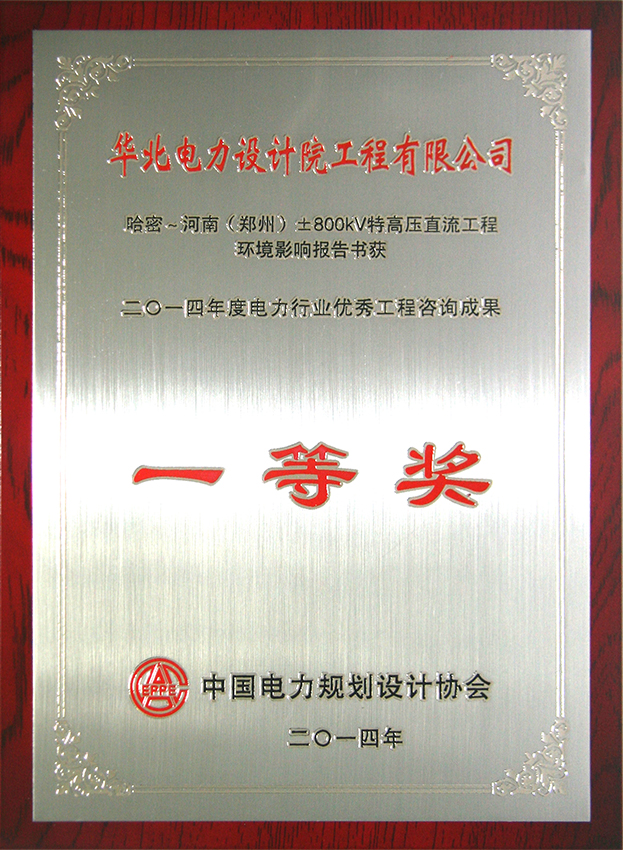 华北电力设计院工程有限公司
哈密～河南（郑州）±800kV特高压直流工程
环境影响报告书获
二〇一四年度电力行业优秀工程咨询成果
一等奖
EPPE
中国电力规划设计协会
二〇一四年